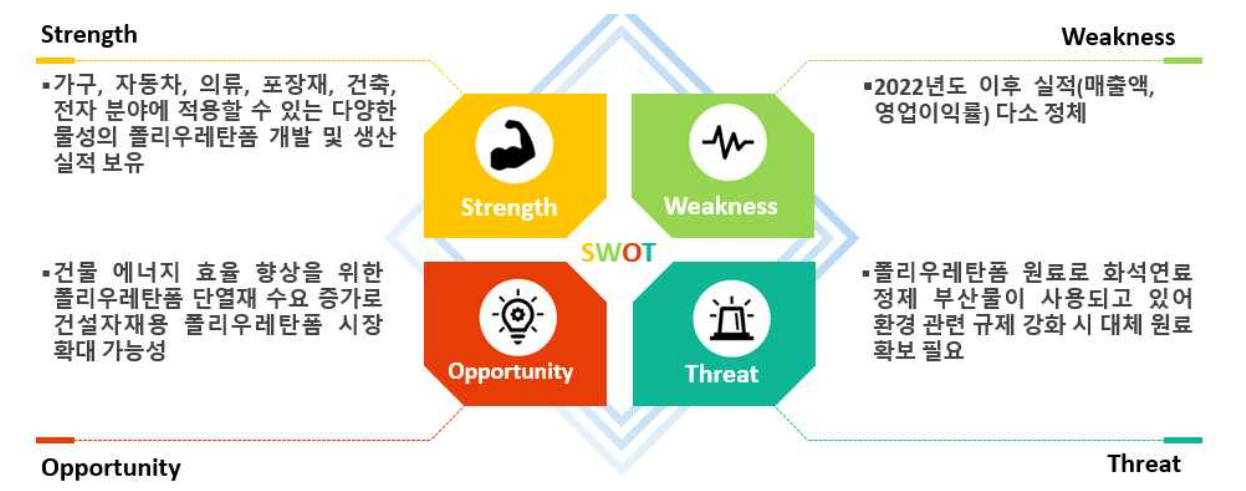 Strength
▪가구, 자동차, 의류, 포장재, 건축,
전자 분야에 적용할 수 있는 다양한
물성의 폴리우레탄폼 개발 및 생산
실적 보유
Weakness
▪2022년도 이후 실적(매출액,
영업이익률) 다소 정체
Strength
Weakness
SWOT
Opportunity
Threat
▪건물 에너지 효율 향상을 위한
폴리우레탄폼 단열재 수요 증가로
건설자재용 폴리우레탄폼 시장
확대 가능성
Opportunity
▪폴리우레탄폼 원료로 화석연료
정제 부산물이 사용되고 있어
환경 관련 규제 강화 시 대체 원료
확보 필요
Threat